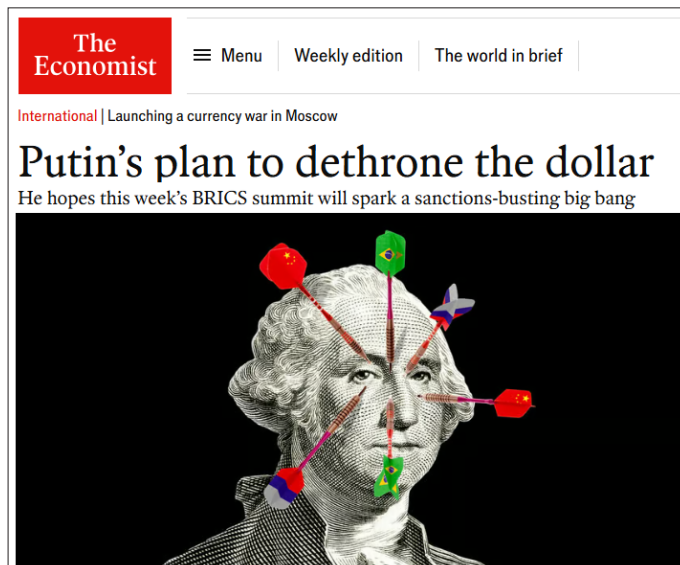 The
Economist
Menu
Weekly edition
The world in brief
International | Launching a currency war in Moscow
Putin's plan to dethrone the dollar
He hopes this week's BRICS summit will spark a sanctions-busting big bang